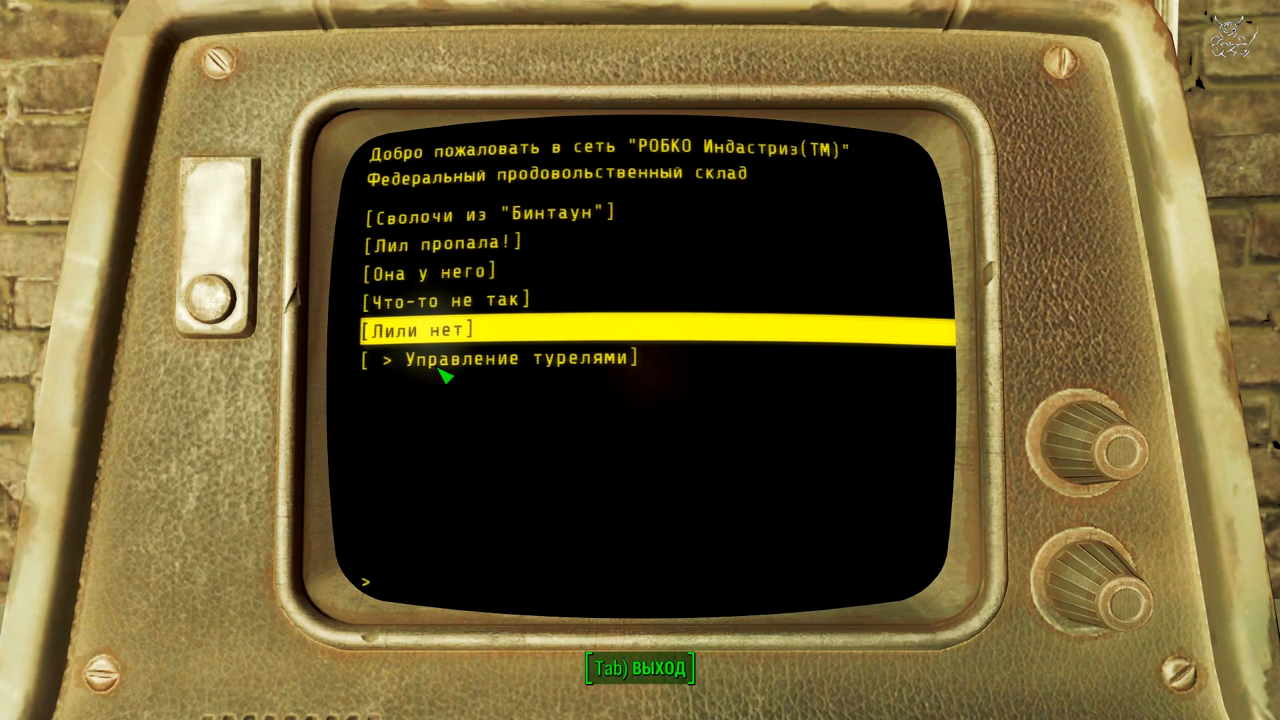 Добро пожаловать в сеть "РОБКО Индастриз(ТМ)"
Федеральный продовольственный склад
[Сволочи из "Бинтаун"]
[Лил пропала!]
[Она у него]
[Что-то не так]
[Лили нет]
[ > Управление турелями]
>
[Tab) ВЫХОД]